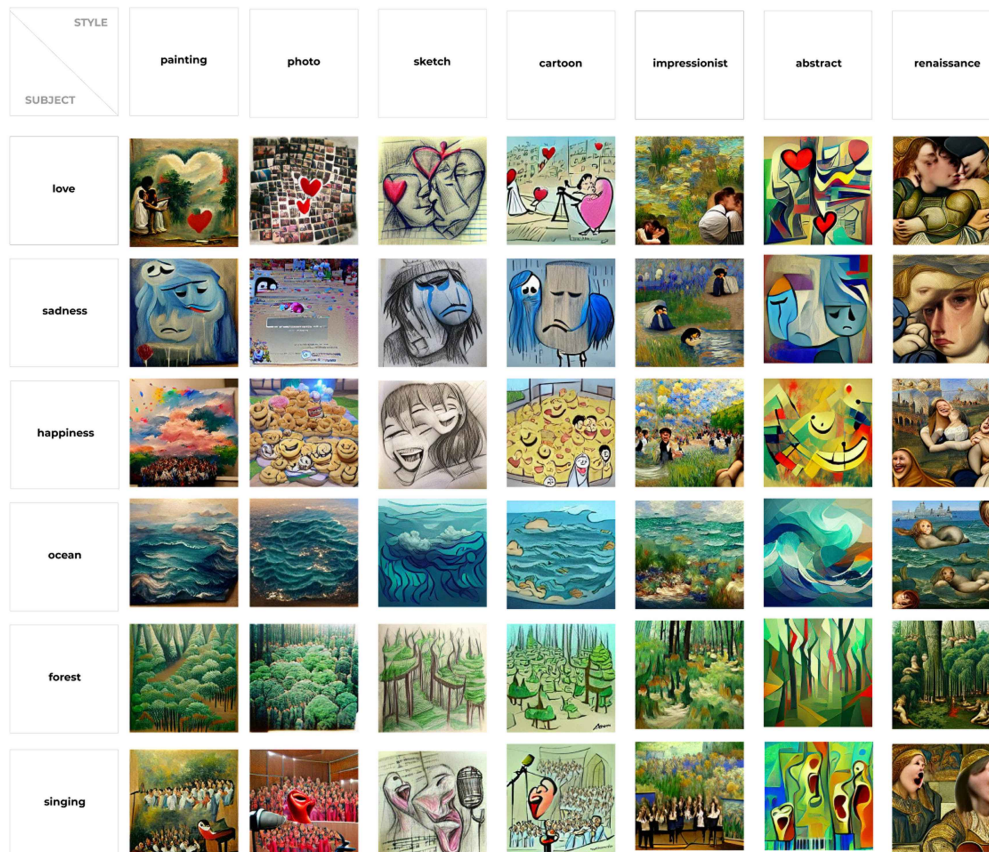 STYLE
SUBJECT
painting
photo
sketch
cartoon
impressionist
abstract
renaissance
love
sadness
happiness
ocean
forest
singing